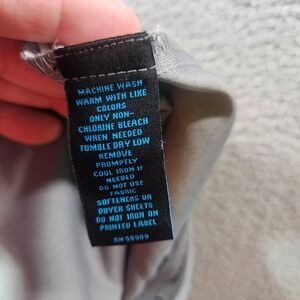 MACHINE WASH
WARM WITH LIKE
COLORS
ONLY NON-
CHLORINE BLEACH
WHEN NEEDED
TUMBLE DRY LOW
REMOVE
PROMPTLY
COOL IRON IF
NEEDED
DO NOT USE
FABRIC
SOFTENERS OR
DRYER SHEETS
DO NOT IRON ON
PRINTED LABEL
RN 56909